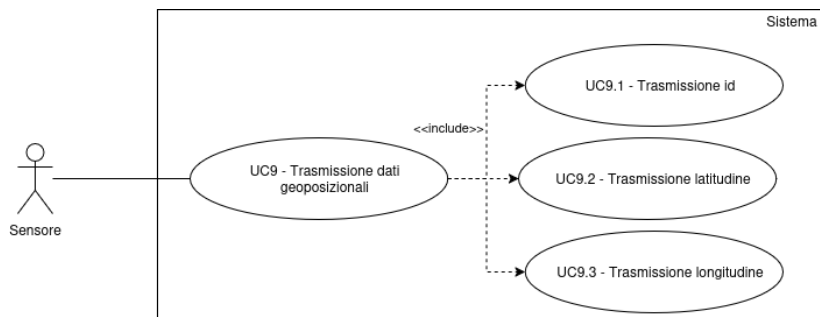 Sistema
UC9.1 - Trasmissione id
<<include>>
UC9 - Trasmissione dati
geoposizionali
UC9.2 - Trasmissione latitudine
Sensore
UC9.3 - Trasmissione longitudine